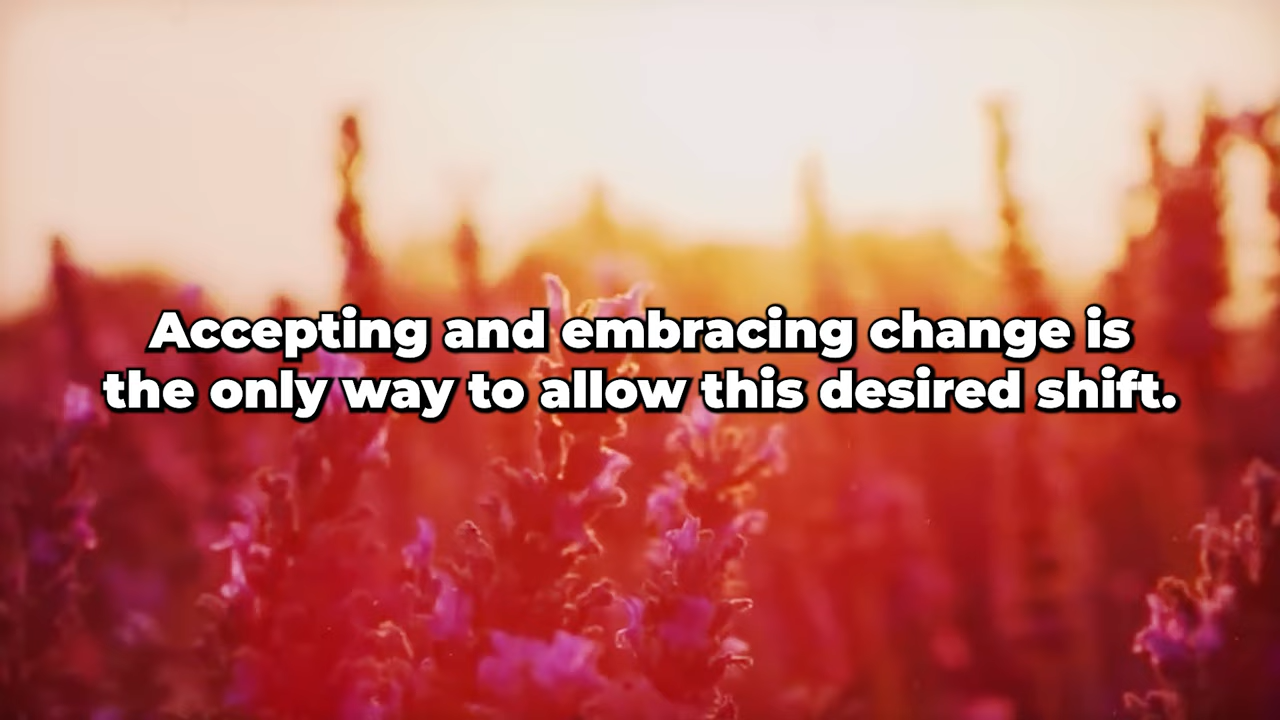 Accepting and embracing change is
the only way to allow this desired shift.